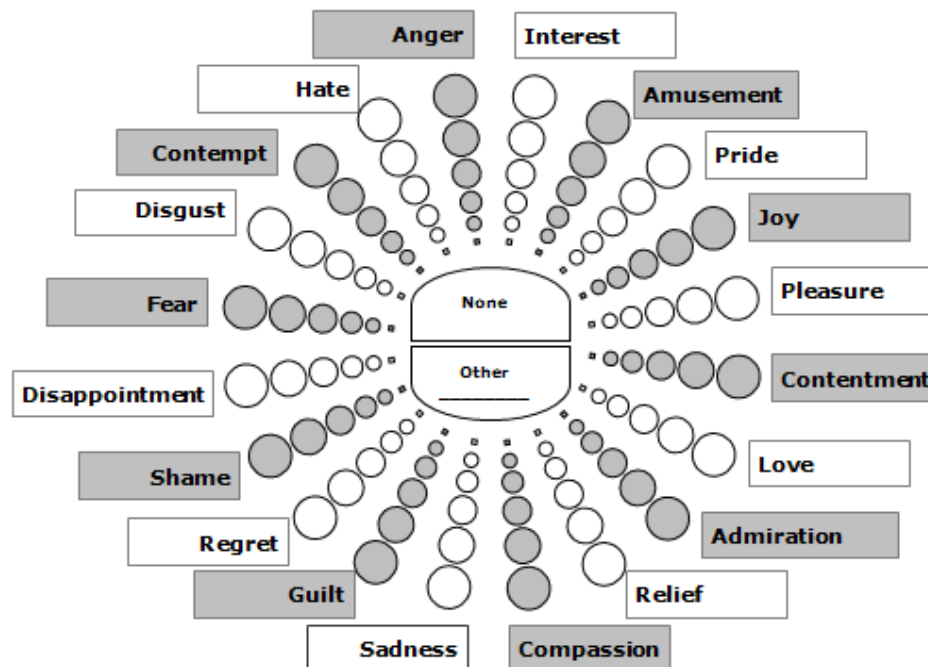 Anger
Interest
Hate
Amusement
Contempt
Pride
Disgust
Joy
Fear
None
Pleasure
Disappointment
Other
Contentment
Shame
Love
Regret
Admiration
Guilt
Relief
Sadness
Compassion